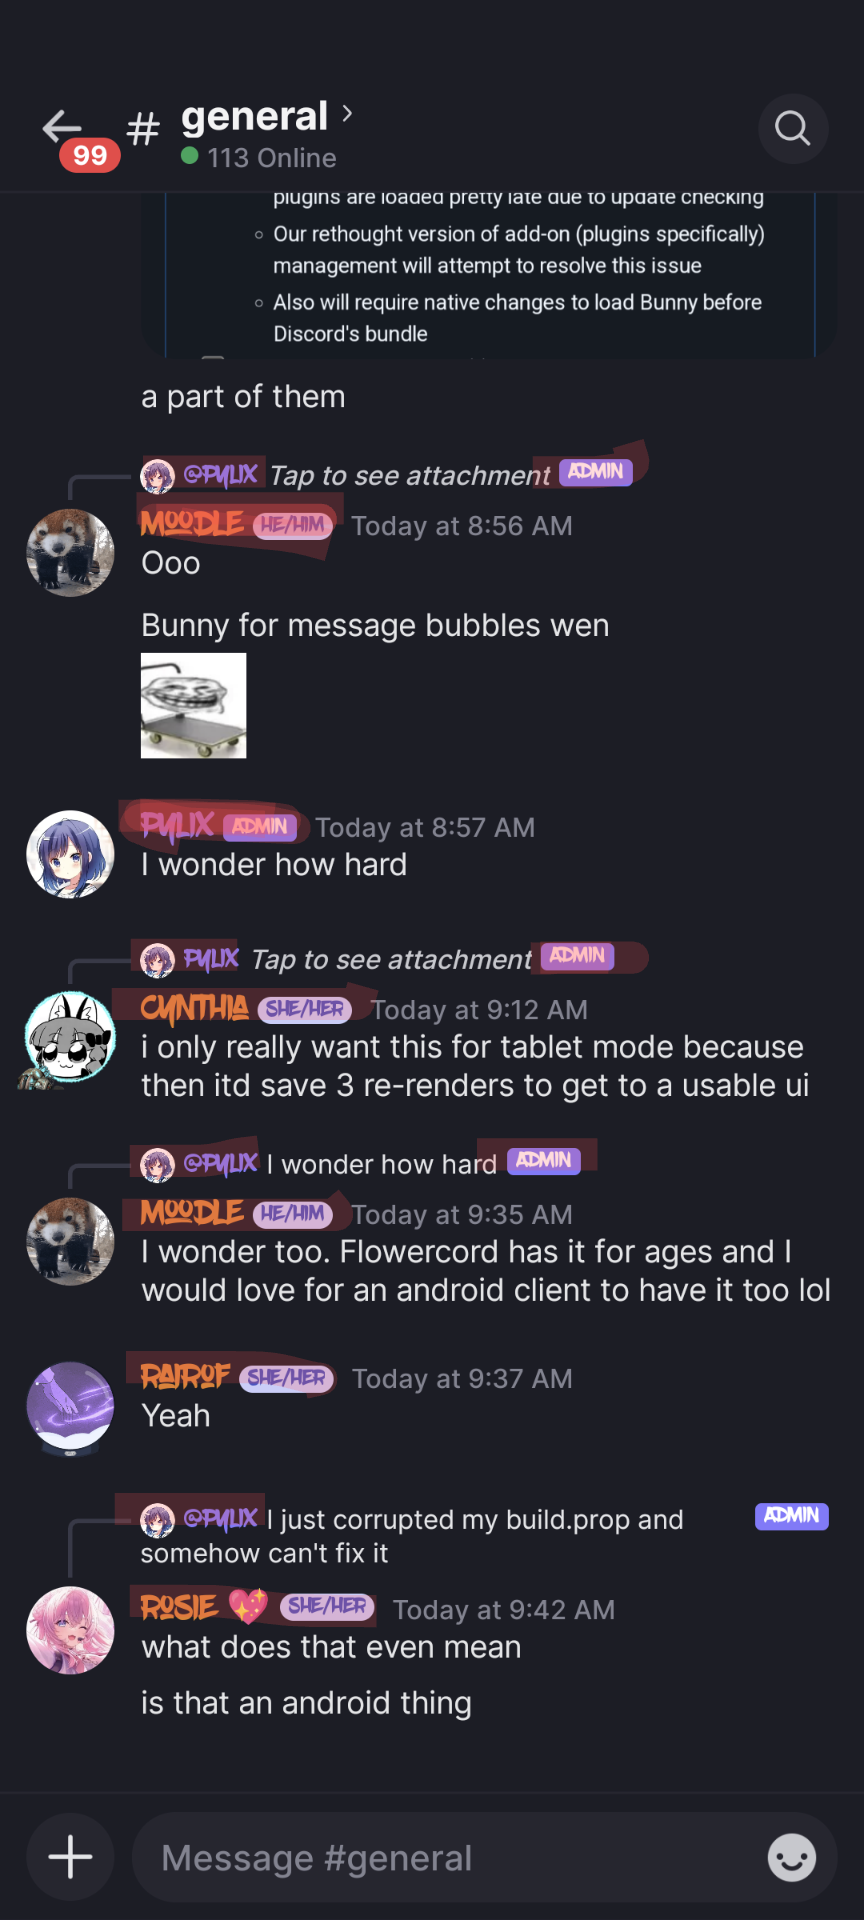 general ›
99
#
113 Online
plugins are loaded pretty late due to update checking
Our rethought version of add-on (plugins specifically)
management will attempt to resolve this issue
Also will require native changes to load Bunny before
Discord's bundle
a part of them
@PYLIX Tap to see attachment ADMIN
MOODLE HE/HIM Today at 8:56 AM
Ooo
Bunny for message bubbles wen
PYLIX ADMIN Today at 8:57 AM
I wonder how hard
PYLIX Tap to see attachment ADMIN
CYNTHIA SHE/HER Today at 9:12 AM
i only really want this for tablet mode because
then itd save 3 re-renders to get to a usable ui
@PYLIX I wonder how hard ADMIN
MOODLE HE/HIM Today at 9:35 AM
I wonder too. Flowercord has it for ages and I
would love for an android client to have it too lol
RAIROF SHE/HER Today at 9:37 AM
Yeah
@PYLIX I just corrupted my build.prop and ADMIN
somehow can't fix it
ROSIE 💖 SHE/HER Today at 9:42 AM
what does that even mean
is that an android thing
Message #general